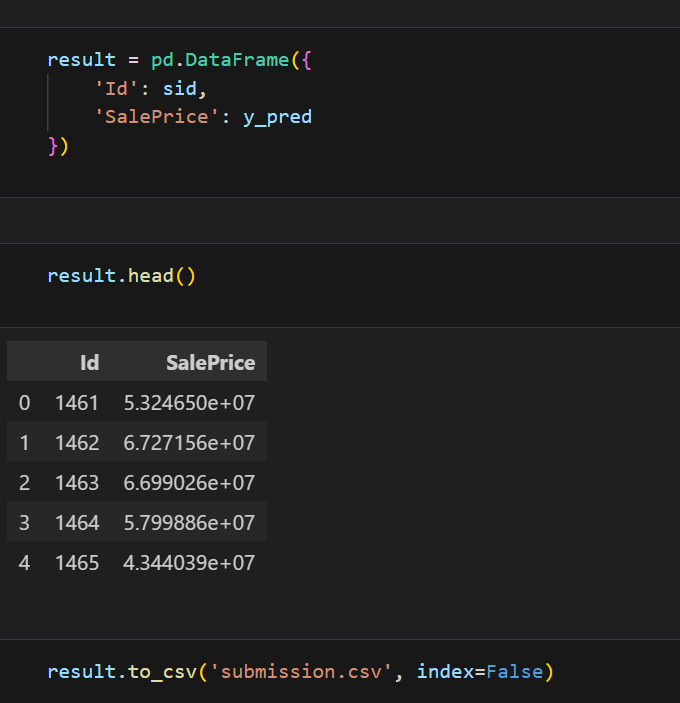 result = pd.DataFrame({
    'Id': sid,
    'SalePrice': y_pred
})
result.head()
Id SalePrice
0 1461 5.324650e+07
1 1462 6.727156e+07
2 1463 6.699026e+07
3 1464 5.799886e+07
4 1465 4.344039e+07
result.to_csv('submission.csv', index=False)